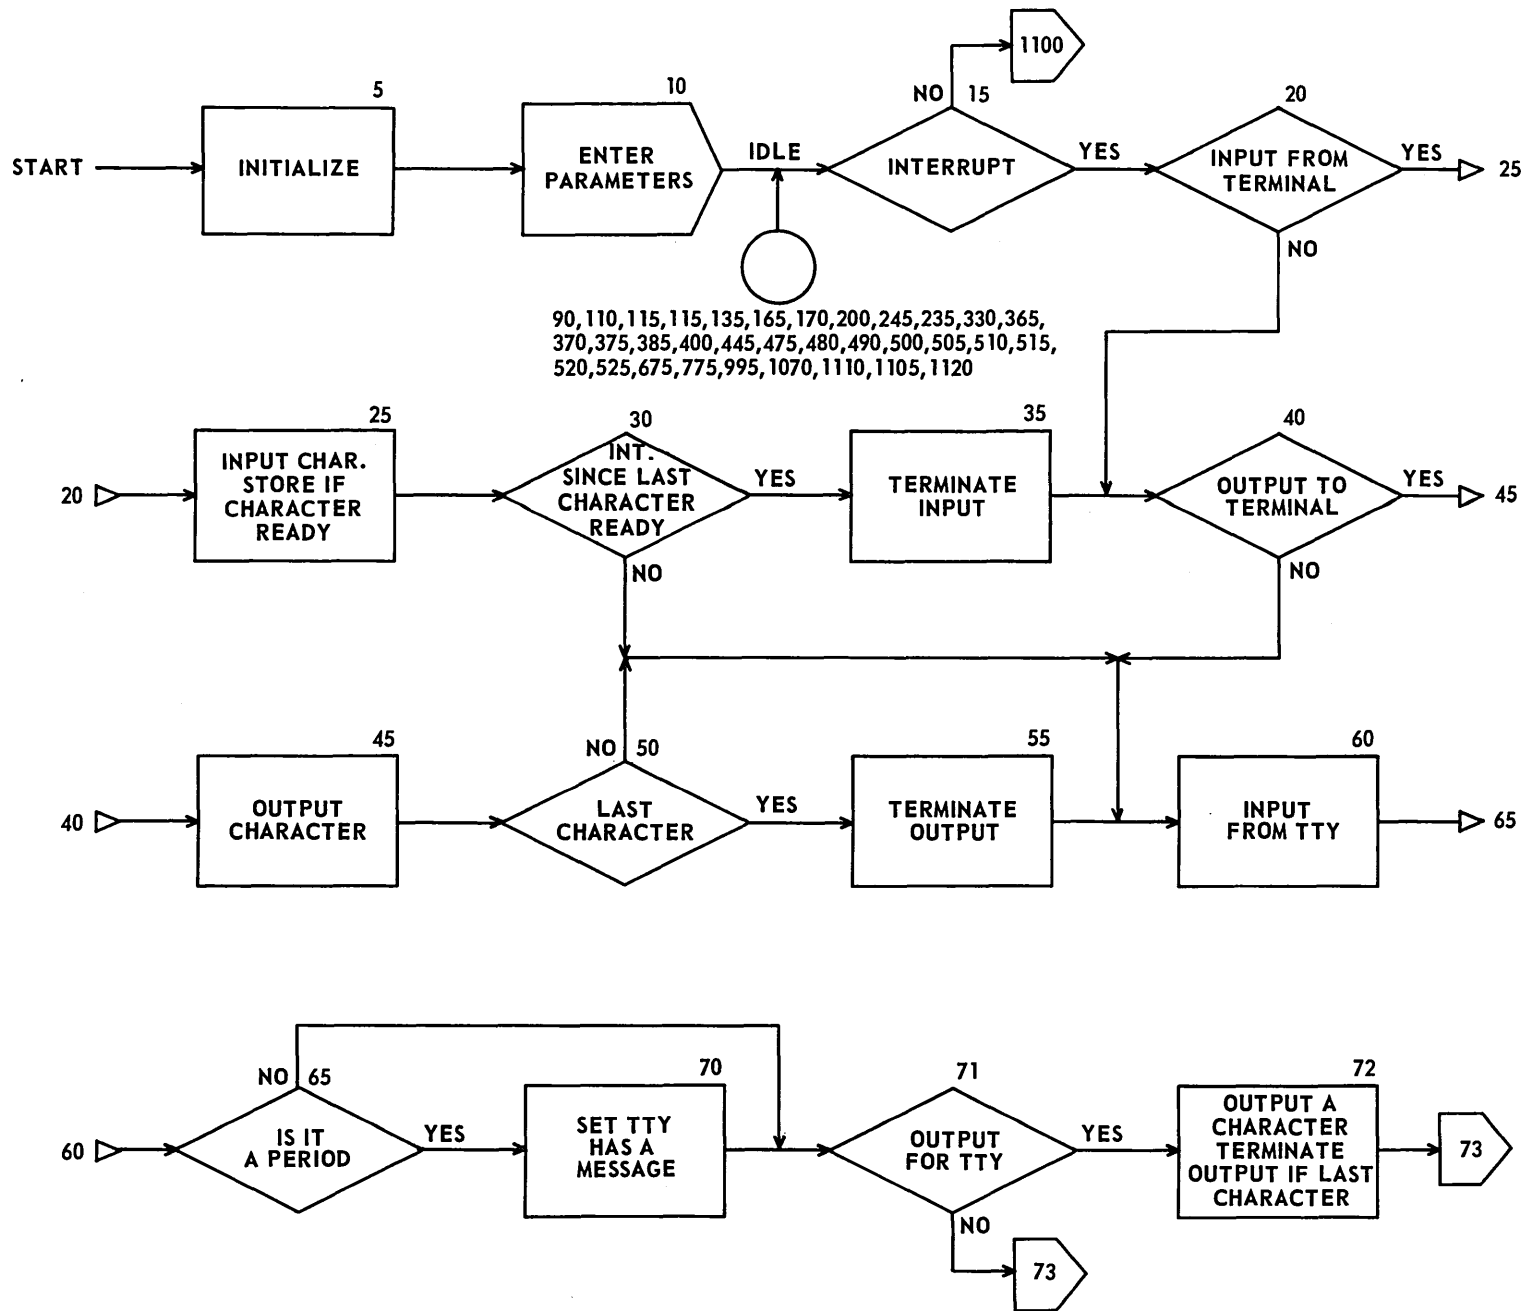 1100
5
10
NO 15
20
START
INITIALIZE
ENTER
PARAMETERS
IDLE
INTERRUPT
YES
INPUT FROM
TERMINAL
YES
25
NO
90,110,115,115,135,165,170,200,245,235,330,365,
370,375,385,400,445,475,480,490,500,505,510,515,
520,525,675,775,995,1070,1110,1105,1120
25
30
35
40
20
INPUT CHAR.
STORE IF
CHARACTER
READY
INT.
SINCE LAST
CHARACTER
READY
YES
TERMINATE
INPUT
OUTPUT TO
TERMINAL
YES
45
NO
NO
45
NO 50
55
60
40
OUTPUT
CHARACTER
LAST
CHARACTER
YES
TERMINATE
OUTPUT
INPUT
FROM TTY
65
NO 65
70
71
72
60
IS IT
A PERIOD
YES
SET TTY
HAS A
MESSAGE
OUTPUT
FOR TTY
YES
OUTPUT A
CHARACTER
TERMINATE
OUTPUT IF LAST
CHARACTER
73
NO
73